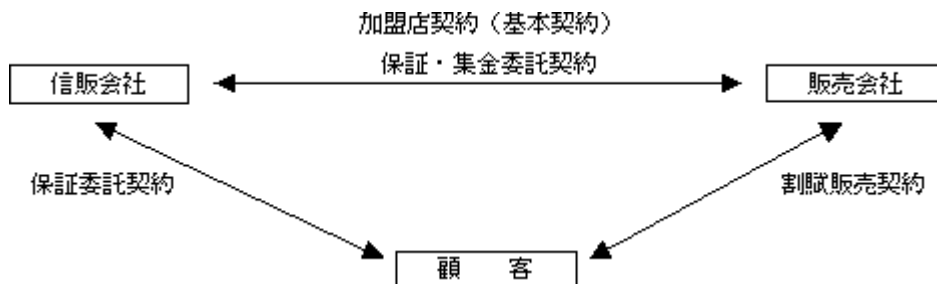 加盟店契約（基本契約）
保証・集金委託契約
信販会社
販売会社
保証委託契約
割賦販売契約
顧　客